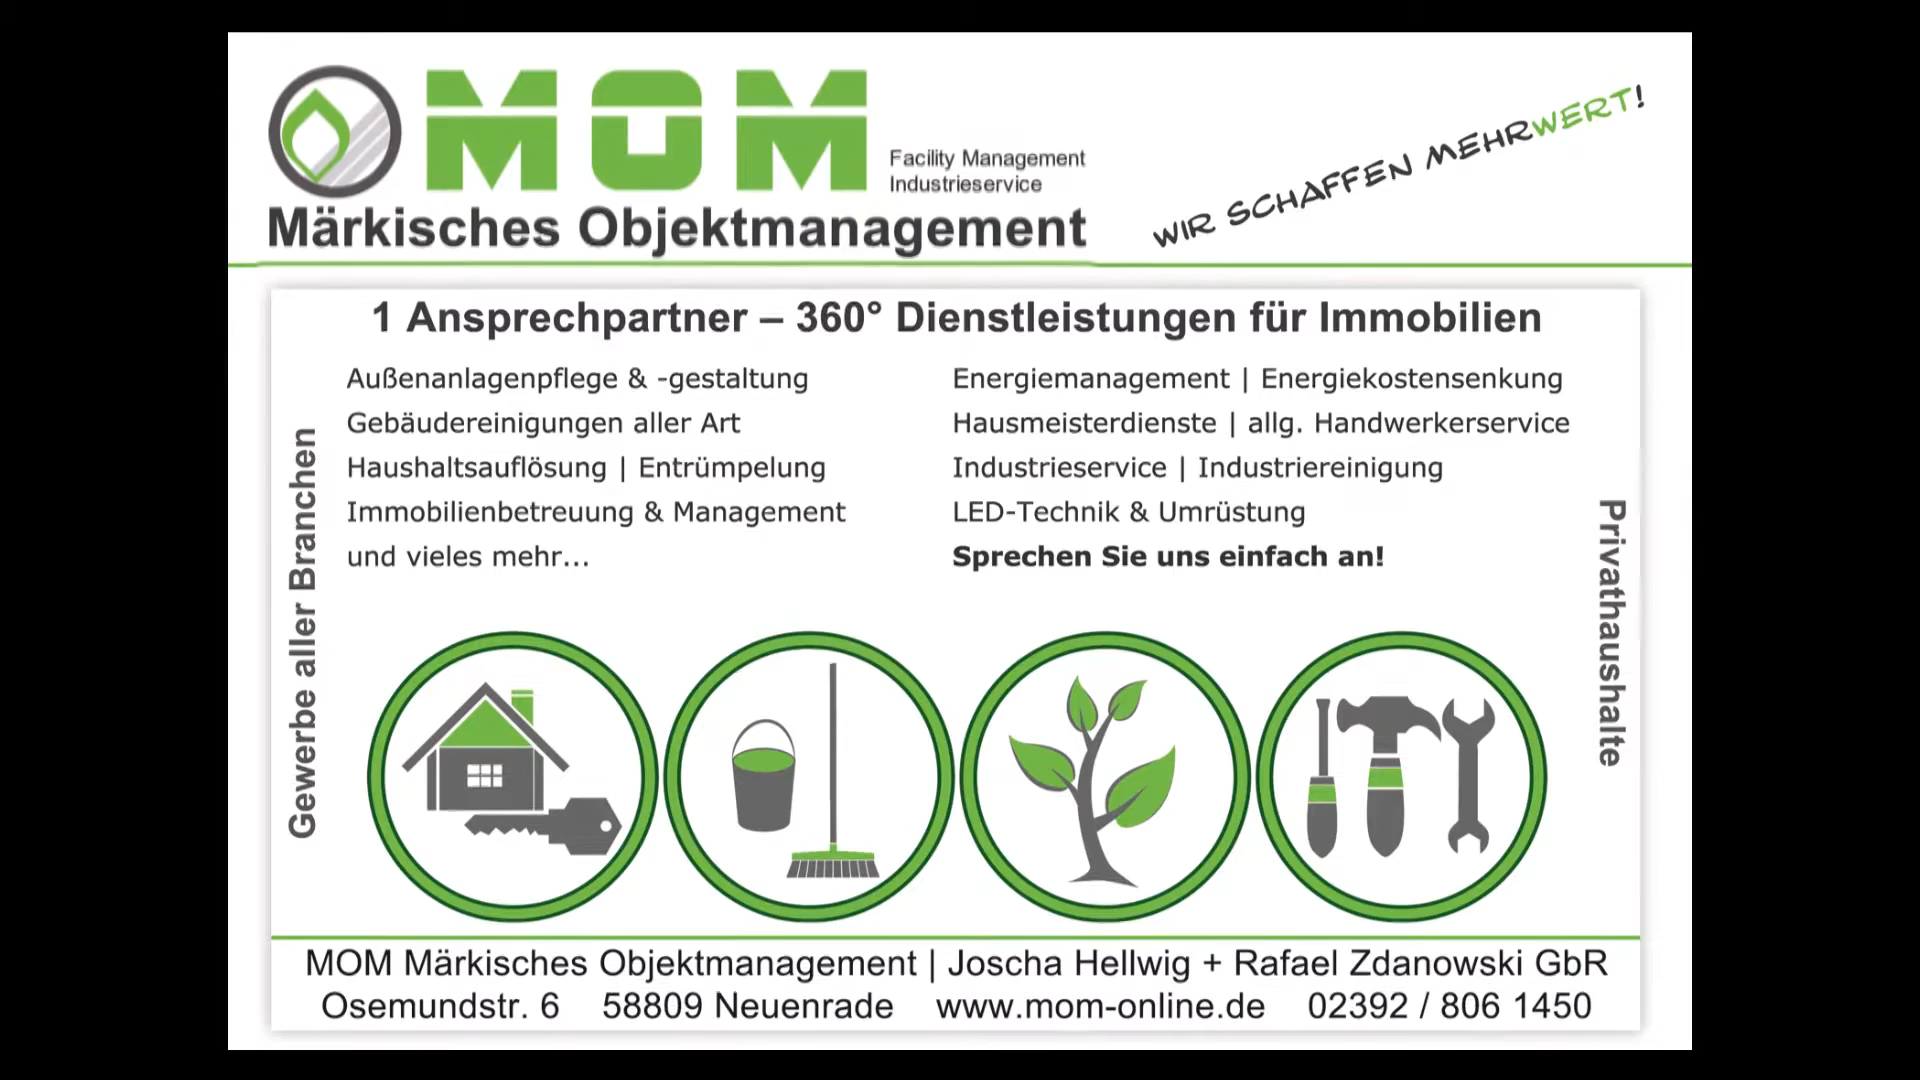 MOM
Facility Management
Industrieservice
Märkisches Objektmanagement
WIR SCHAFFEN MEHRWERT!
1 Ansprechpartner – 360° Dienstleistungen für Immobilien
Außenanlagenpflege & -gestaltung
Gebäudereinigungen aller Art
Haushaltsauflösung | Entrümpelung
Immobilienbetreuung & Management
und vieles mehr...
Energiemanagement | Energiekostensenkung
Hausmeisterdienste | allg. Handwerkerservice
Industrieservice | Industriereinigung
LED-Technik & Umrüstung
Sprechen Sie uns einfach an!
Gewerbe aller Branchen
Privathaushalte
MOM Märkisches Objektmanagement | Joscha Hellwig + Rafael Zdanowski GbR
Osemundstr. 6 58809 Neuenrade www.mom-online.de 02392 / 806 1450